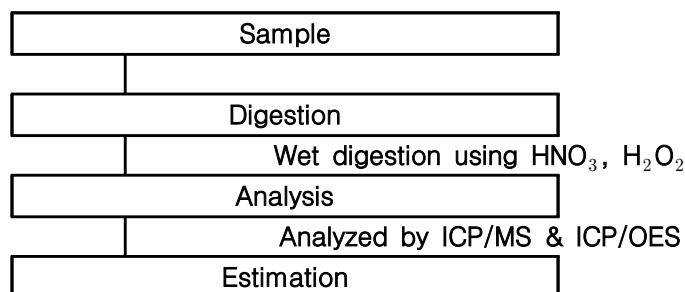 Sample
Digestion
Wet digestion using HNO₃, H₂O₂
Analysis
Analyzed by ICP/MS & ICP/OES
Estimation